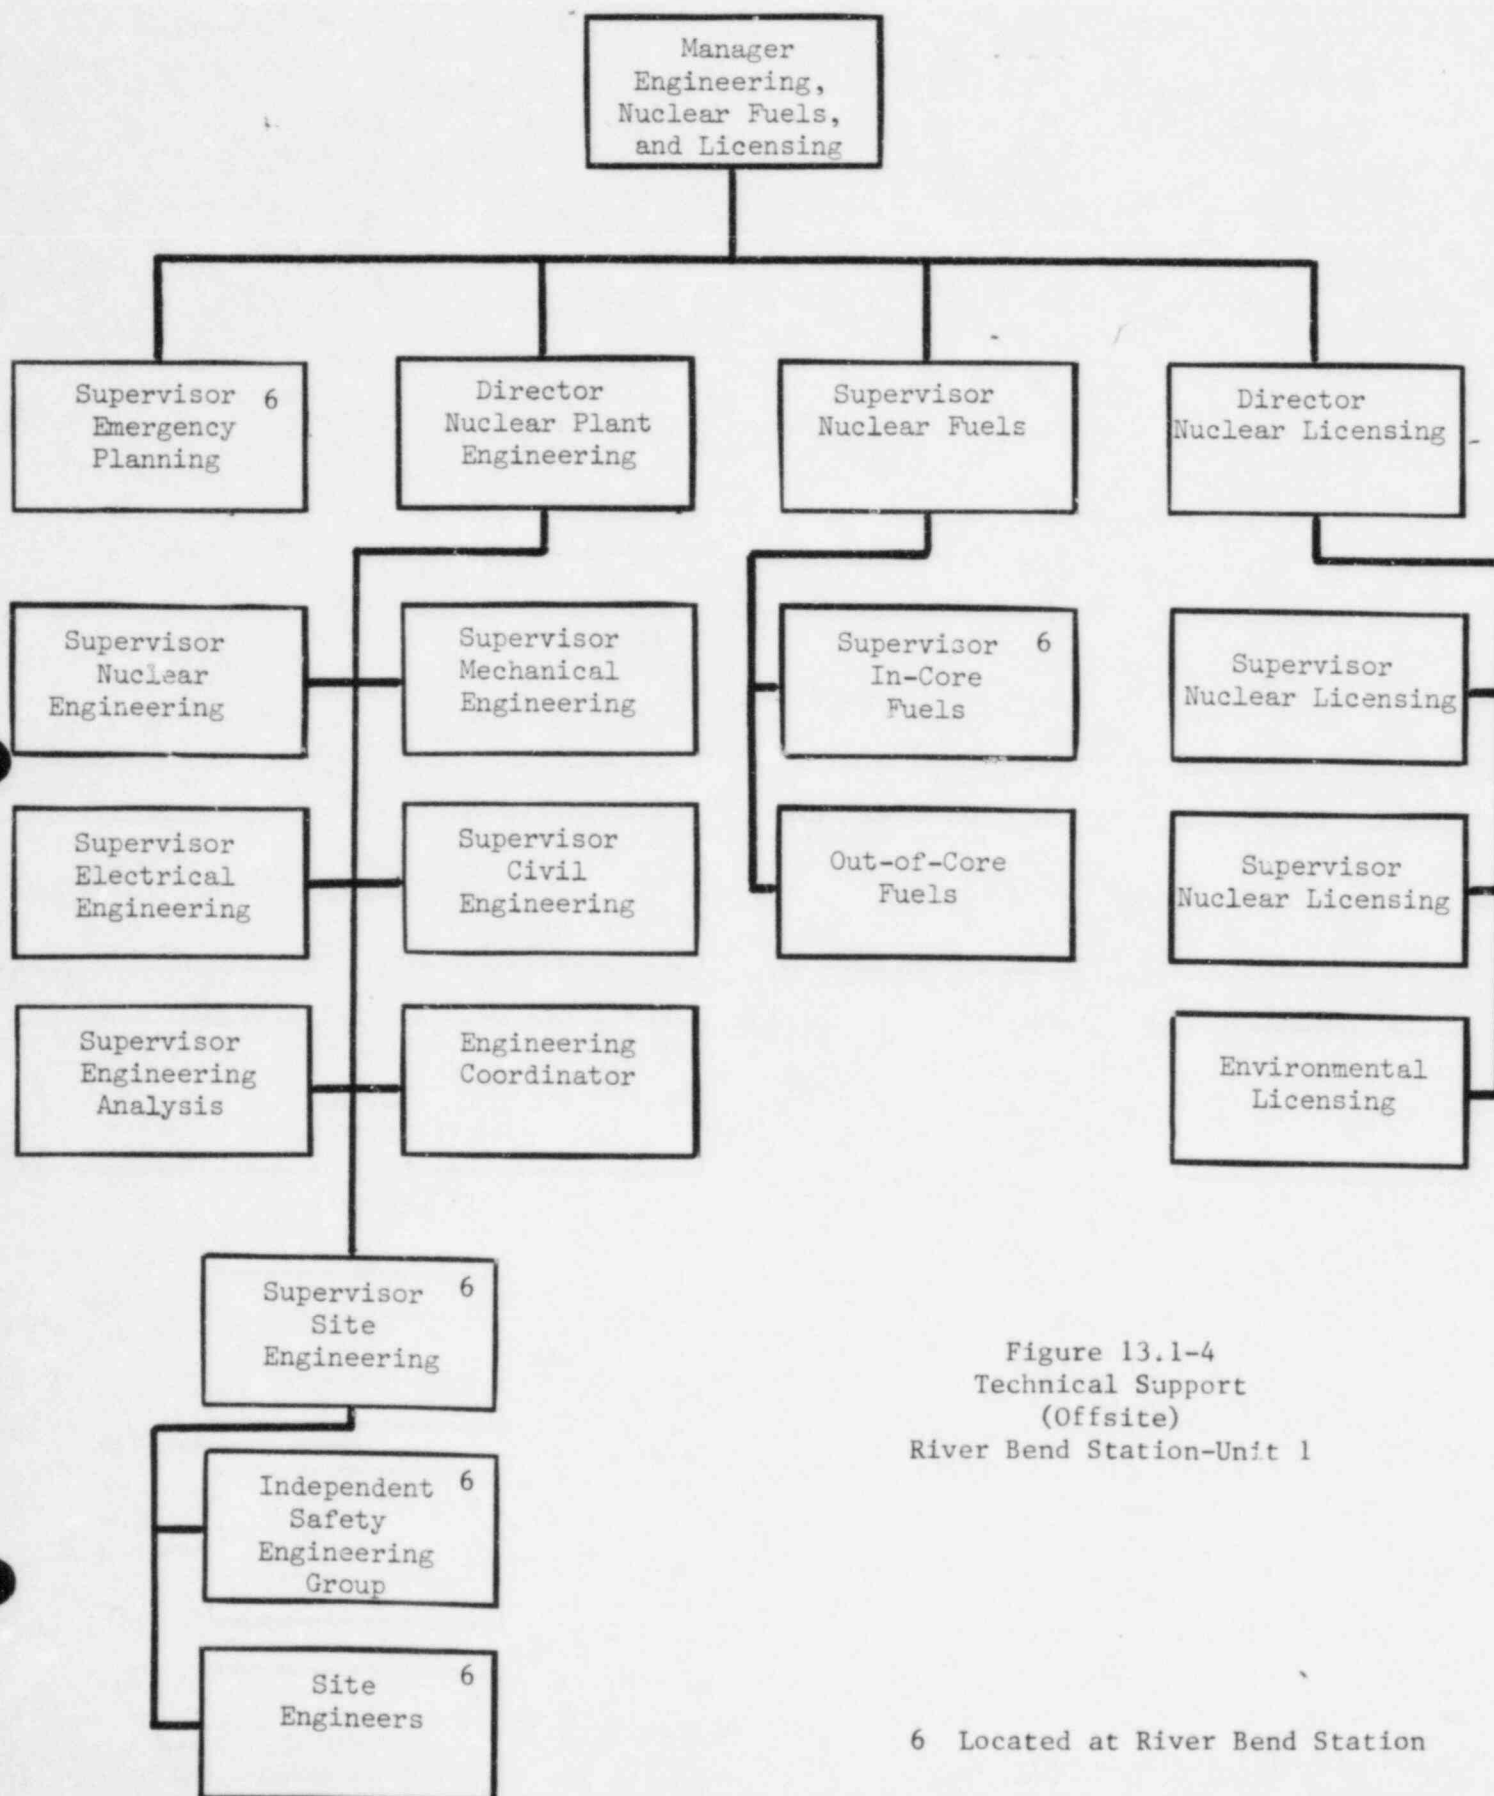 Manager
Engineering,
Nuclear Fuels,
and Licensing
Supervisor 6
Emergency
Planning
Director
Nuclear Plant
Engineering
Supervisor
Nuclear Fuels
Director
Nuclear Licensing
Supervisor
Nuclear
Engineering
Supervisor
Mechanical
Engineering
Supervisor 6
In-Core
Fuels
Supervisor
Nuclear Licensing
Supervisor
Electrical
Engineering
Supervisor
Civil
Engineering
Out-of-Core
Fuels
Supervisor
Nuclear Licensing
Supervisor
Engineering
Analysis
Engineering
Coordinator
Environmental
Licensing
Supervisor 6
Site
Engineering
Independent 6
Safety
Engineering
Group
Site 6
Engineers
Figure 13.1-4
Technical Support
(Offsite)
River Bend Station-Unit 1
6 Located at River Bend Station